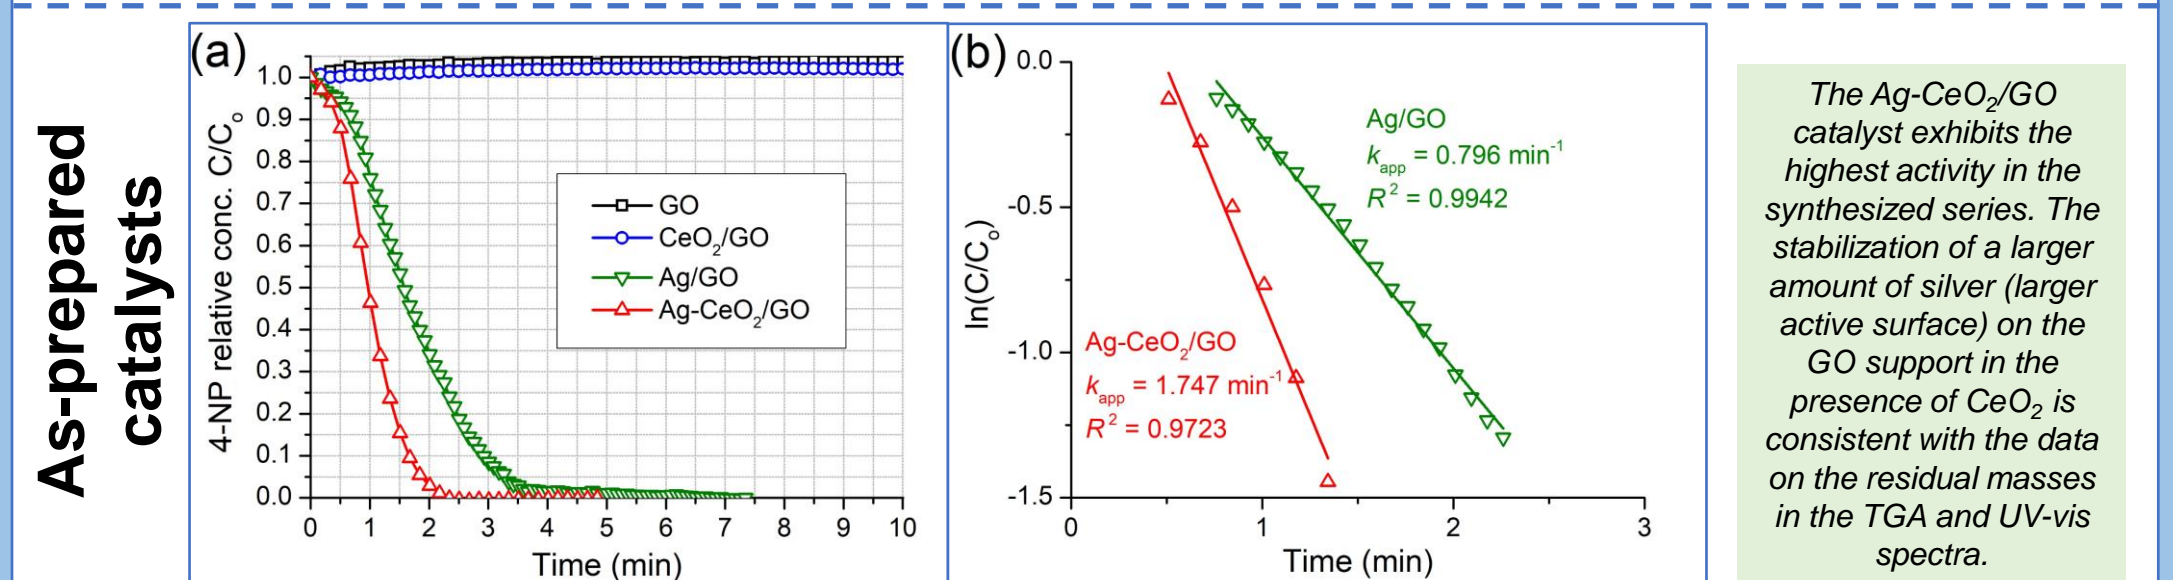 As-prepared
catalysts
(a)
4-NP relative conc. C/C₀
1.0
0.9
0.8
0.7
0.6
0.5
0.4
0.3
0.2
0.1
0.0
0 1 2 3 4 5 6 7 8 9 10
Time (min)
GO
CeO₂/GO
Ag/GO
Ag-CeO₂/GO
(b)
ln(C/C₀)
0.0
-0.5
-1.0
-1.5
0 1 2 3
Time (min)
Ag/GO
k_app = 0.796 min⁻¹
R² = 0.9942
Ag-CeO₂/GO
k_app = 1.747 min⁻¹
R² = 0.9723
The Ag-CeO₂/GO
catalyst exhibits the
highest activity in the
synthesized series. The
stabilization of a larger
amount of silver (larger
active surface) on the
GO support in the
presence of CeO₂ is
consistent with the data
on the residual masses
in the TGA and UV-vis
spectra.